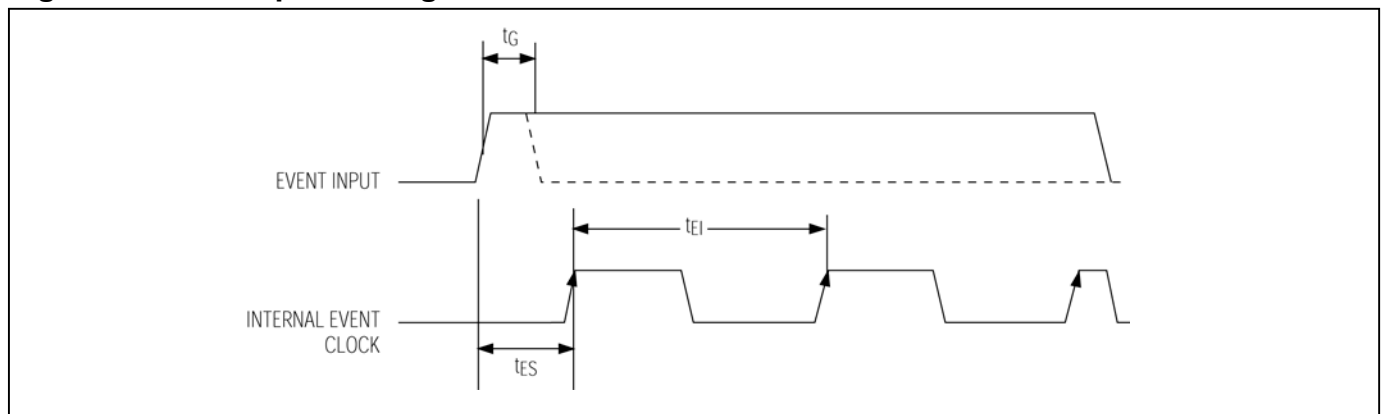 tG
EVENT INPUT
tEI
INTERNAL EVENT
CLOCK
tES